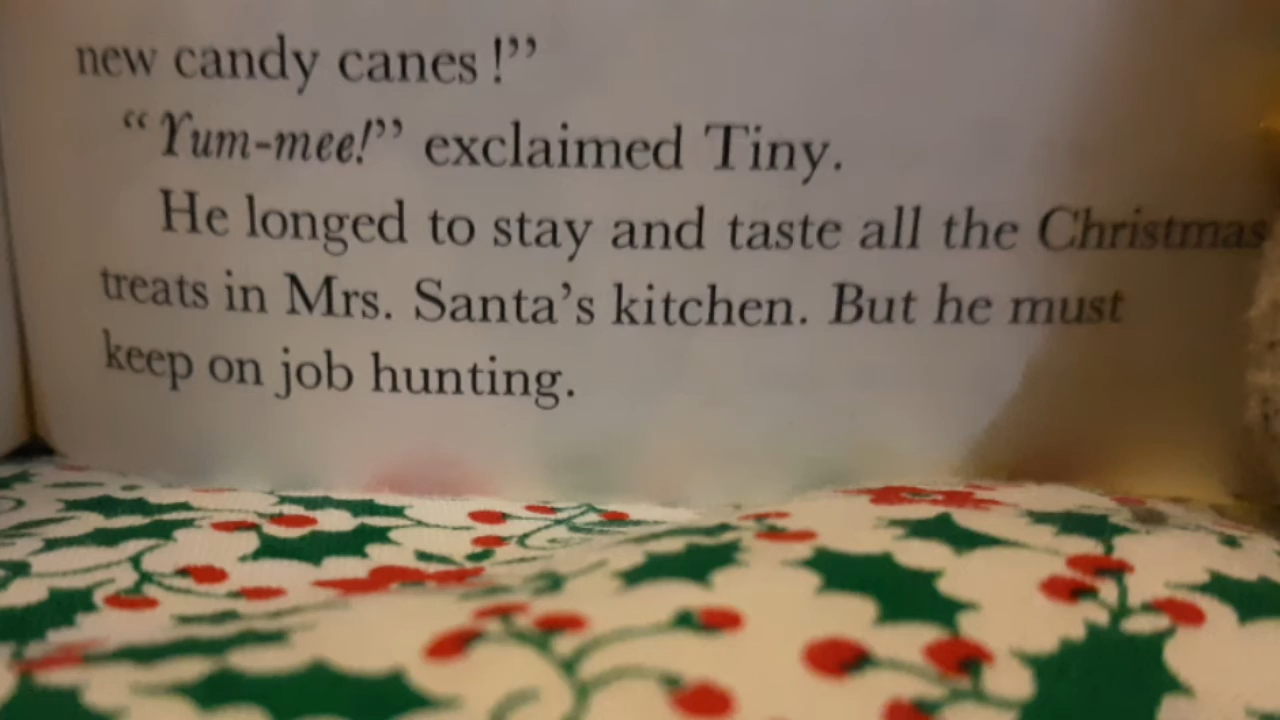 new candy canes!”
“Yum-mee!” exclaimed Tiny.
He longed to stay and taste all the Christmas
treats in Mrs. Santa’s kitchen. But he must
keep on job hunting.